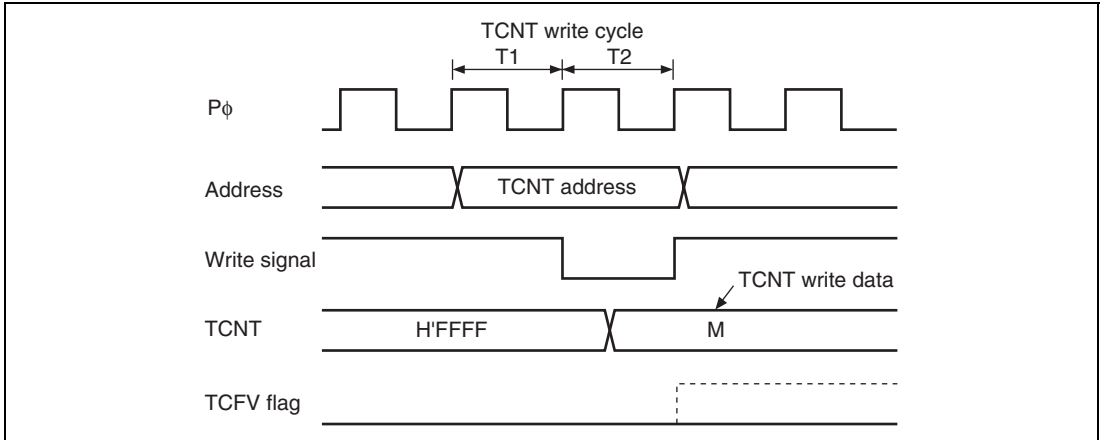 TCNT write cycle
T1 T2
Pϕ
Address TCNT address
Write signal
TCNT write data
TCNT H'FFFF M
TCFV flag